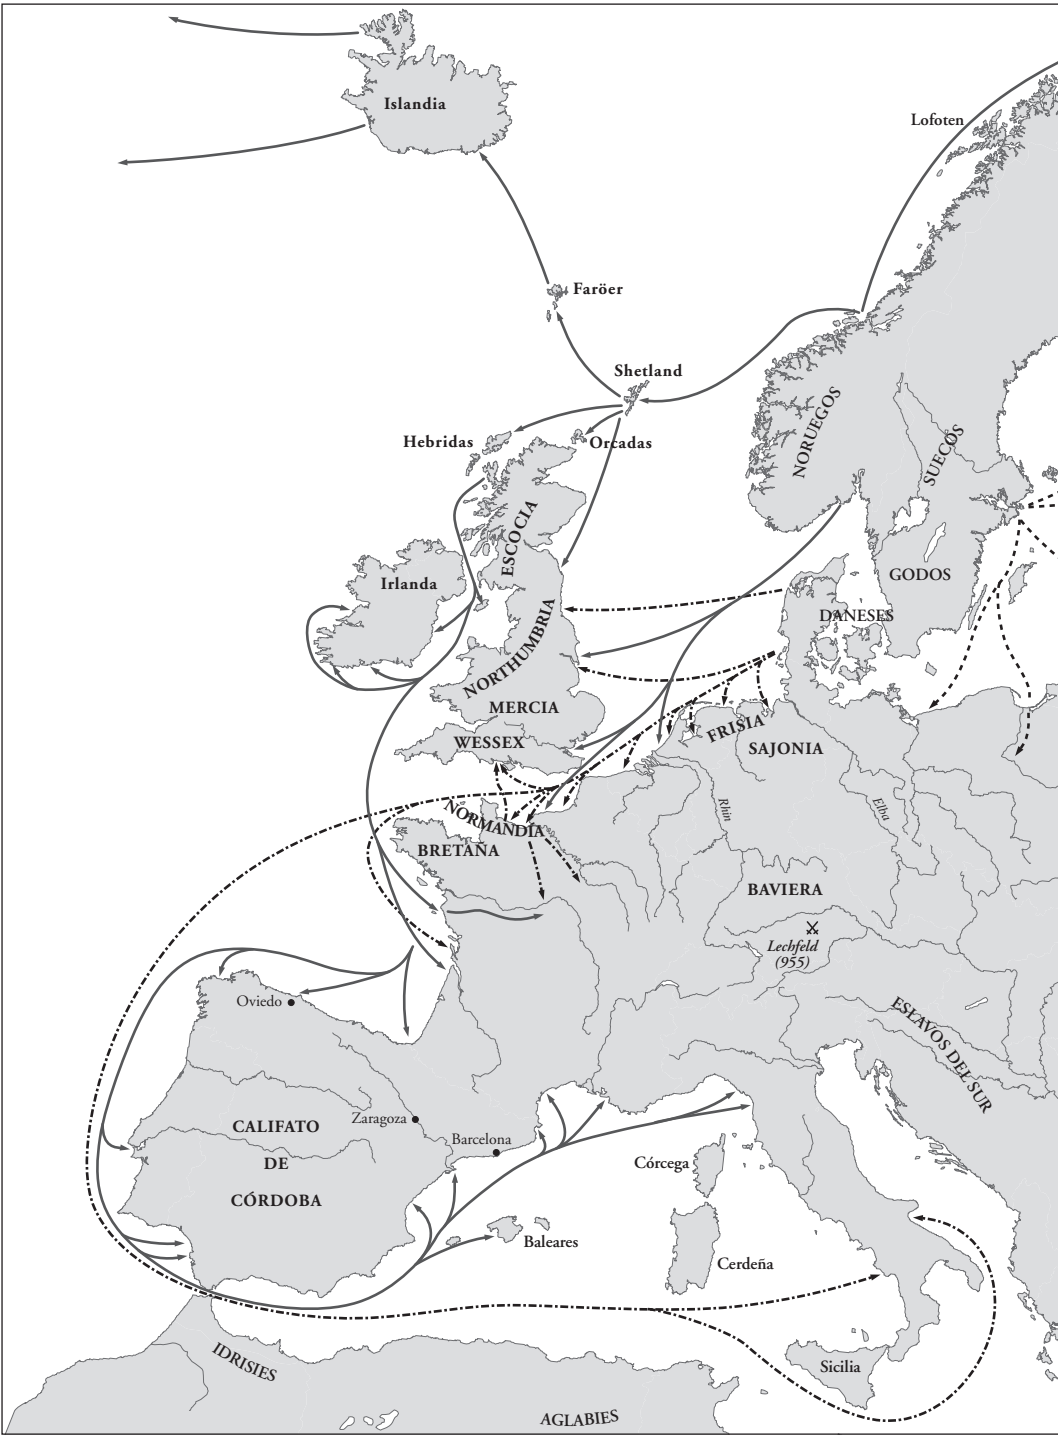 Islandia
Lofoten
Faröer
Shetland
Hebridas
Orcadas
NORUEGOS
SUECOS
ESCOCIA
Irlanda
GODOS
DANESES
NORTHUMBRIA
MERCIA
WESSEX
FRISIA
SAJONIA
NORMANDÍA
Rhin
Elba
BRETAÑA
BAVIERA
Lechfeld
(955)
Oviedo
ESLAVOS DEL SUR
Zaragoza
CALIFATO
DE
CÓRDOBA
Barcelona
Córcega
Baleares
Cerdeña
IDRISIES
Sicilia
AGLABIES